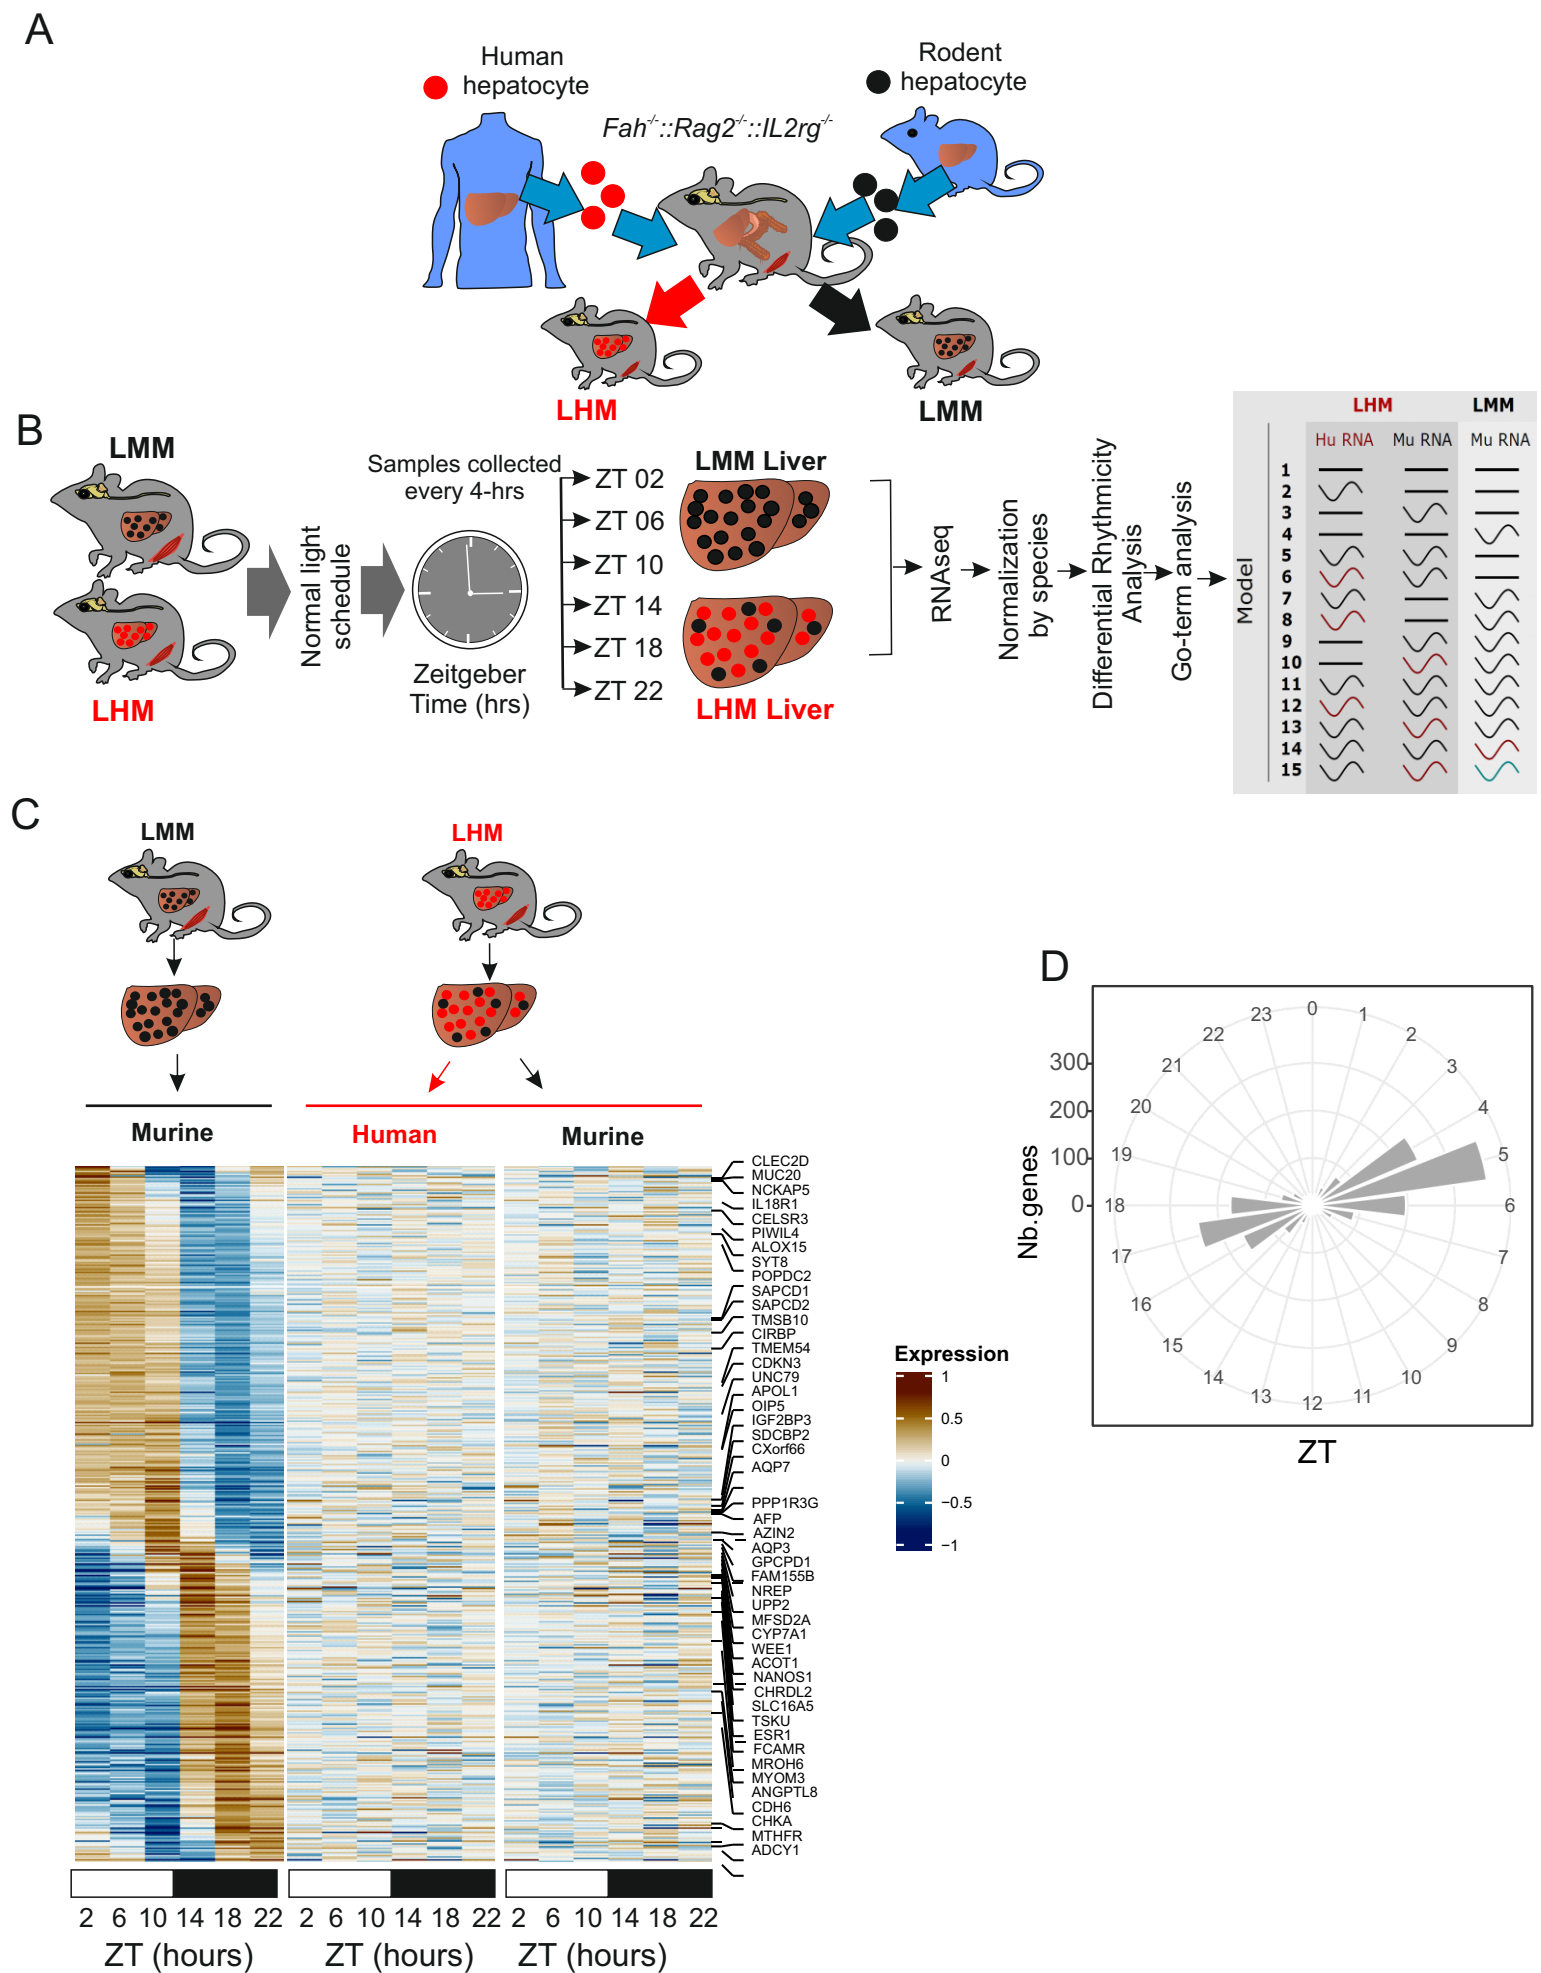 A
Human
hepatocyte
Rodent
hepatocyte
Fah-/-::Rag2-/-::IL2rg-/-
LHM
LMM
B
LMM
LHM
Normal light
schedule
Samples collected
every 4-hrs
Zeitgeber
Time (hrs)
ZT 02
ZT 06
ZT 10
ZT 14
ZT 18
ZT 22
LMM Liver
LHM Liver
RNAseq
Normalization
by species
Differential Rhythmicity
Analysis
Go-term analysis
Model
LHM LMM
Hu RNA Mu RNA Mu RNA
1
2
3
4
5
6
7
8
9
10
11
12
13
14
15
C
LMM
LHM
Murine
Human
Murine
CLEC2D
MUC20
NCKAP5
IL18R1
CELSR3
PIWIL4
ALOX15
SYT8
POPDC2
SAPCD1
SAPCD2
TMSB10
CIRBP
TMEM54
CDKN3
UNC79
APOL1
OIP5
IGF2BP3
SDCBP2
CXorf66
AQP7
PPP1R3G
AFP
AZIN2
AQP3
GPCPD1
FAM155B
NREP
UPP2
MFSD2A
CYP7A1
WEE1
ACOT1
NANOS1
CHRDL2
SLC16A5
TSKU
ESR1
FCAMR
MROH6
MYOM3
ANGPTL8
CDH6
CHKA
MTHFR
ADCY1
2 6 10 14 18 22
ZT (hours)
2 6 10 14 18 22
ZT (hours)
2 6 10 14 18 22
ZT (hours)
Expression
1
0.5
0
−0.5
−1
D
Nb.genes
300
200
100
0
0
1
2
3
4
5
6
7
8
9
10
11
12
13
14
15
16
17
18
19
20
21
22
23
ZT